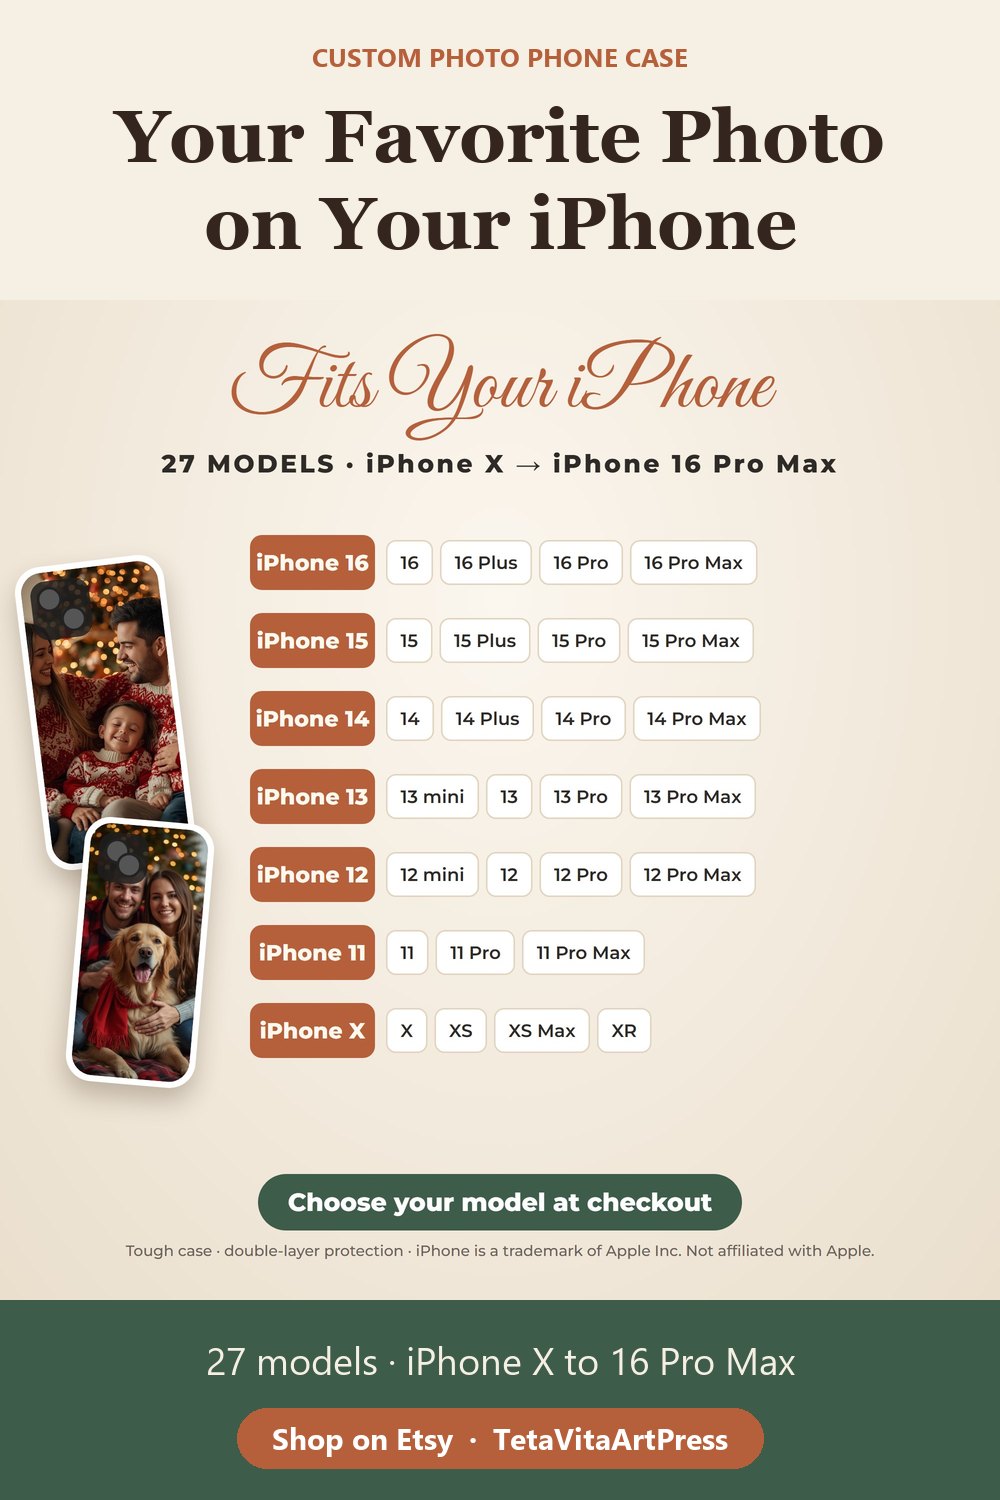 CUSTOM PHOTO PHONE CASE
Your Favorite Photo
on Your iPhone
Fits Your iPhone
27 MODELS · iPhone X → iPhone 16 Pro Max
iPhone 16 16 16 Plus 16 Pro 16 Pro Max
iPhone 15 15 15 Plus 15 Pro 15 Pro Max
iPhone 14 14 14 Plus 14 Pro 14 Pro Max
iPhone 13 13 mini 13 13 Pro 13 Pro Max
iPhone 12 12 mini 12 12 Pro 12 Pro Max
iPhone 11 11 11 Pro 11 Pro Max
iPhone X X XS XS Max XR
Choose your model at checkout
Tough case · double-layer protection · iPhone is a trademark of Apple Inc. Not affiliated with Apple.
27 models · iPhone X to 16 Pro Max
Shop on Etsy · TetaVitaArtPress